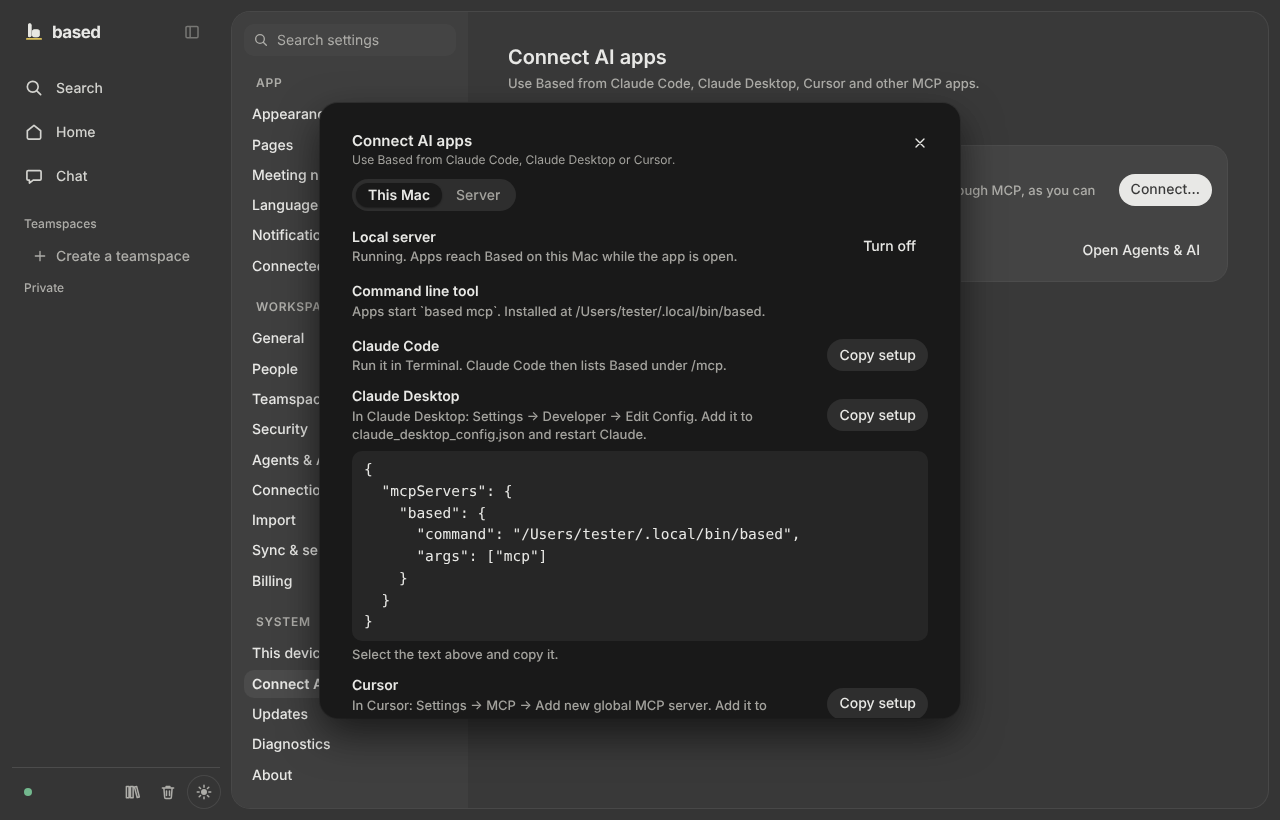 based
Search
Home
Chat
Teamspaces
Create a teamspace
Private
Search settings
APP
Pages
Language
WORKSPA
General
People
Security
Import
Billing
SYSTEM
Updates
Diagnostics
About
Connect AI apps
Use Based from Claude Code, Claude Desktop, Cursor and other MCP apps.
MCP, as you can
Connect...
Open Agents & AI
Connect AI apps
Use Based from Claude Code, Claude Desktop or Cursor.
This Mac Server
Local server
Running. Apps reach Based on this Mac while the app is open.
Turn off
Command line tool
Apps start `based mcp`. Installed at /Users/tester/.local/bin/based.
Claude Code
Run it in Terminal. Claude Code then lists Based under /mcp.
Copy setup
Claude Desktop
In Claude Desktop: Settings → Developer → Edit Config. Add it to
claude_desktop_config.json and restart Claude.
Copy setup
{
"mcpServers": {
"based": {
"command": "/Users/tester/.local/bin/based",
"args": ["mcp"]
}
}
}
Select the text above and copy it.
Cursor
In Cursor: Settings → MCP → Add new global MCP server. Add it to
Copy setup